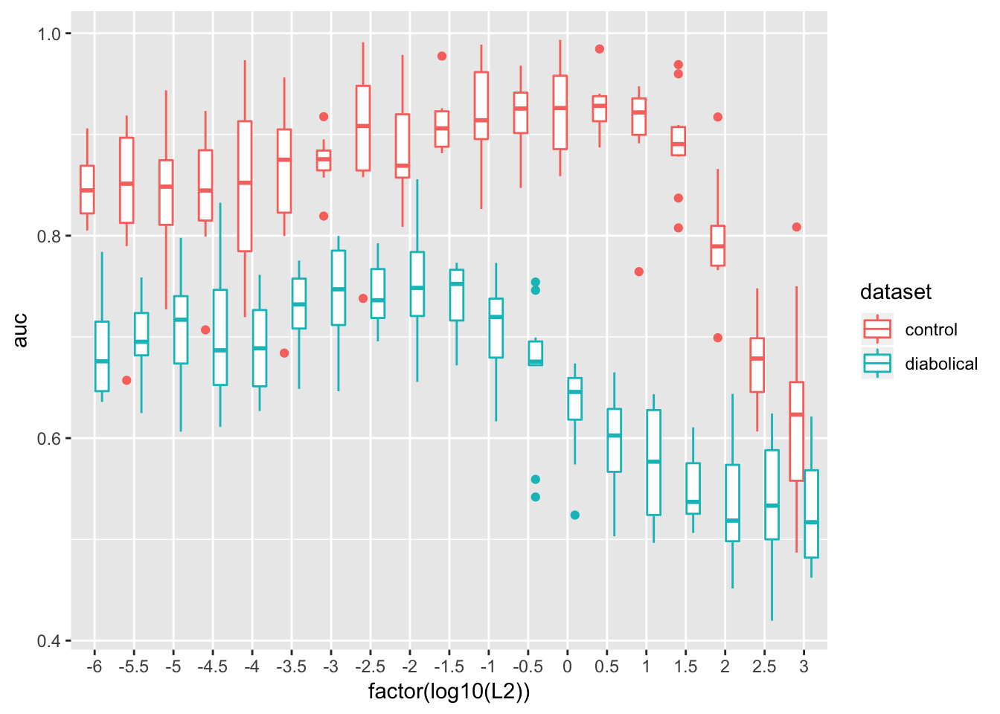 auc
1.0
0.8
0.6
0.4
-6 -5.5 -5 -4.5 -4 -3.5 -3 -2.5 -2 -1.5 -1 -0.5 0 0.5 1 1.5 2 2.5 3
factor(log10(L2))
dataset
control
diabolical